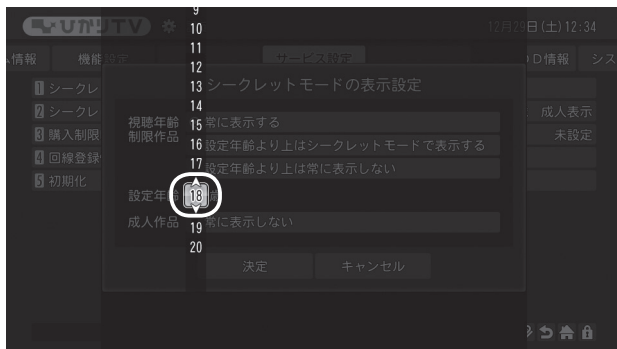 ひかりTV
12月29日(土)12:34
情報
機能設定
サービス設定
D情報
シス
1 シークレ
2 シークレ
3 購入制限
4 回線登録
5 初期化
成人表示
未設定
シークレットモードの表示設定
視聴年齢
制限作品
常に表示する
設定年齢より上はシークレットモードで表示する
設定年齢より上は常に表示しない
設定年齢
成人作品
常に表示しない
決定
キャンセル
9
10
11
12
13
14
15
16
17
18
19
20